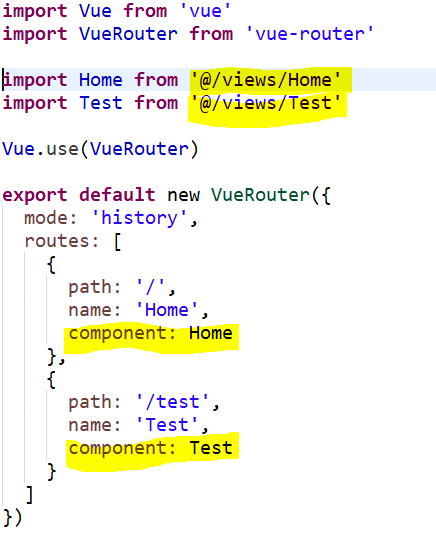 import Vue from 'vue'
import VueRouter from 'vue-router'

import Home from '@/views/Home'
import Test from '@/views/Test'

Vue.use(VueRouter)

export default new VueRouter({
  mode: 'history',
  routes: [
    {
      path: '/',
      name: 'Home',
      component: Home
    },
    {
      path: '/test',
      name: 'Test',
      component: Test
    }
  ]
})